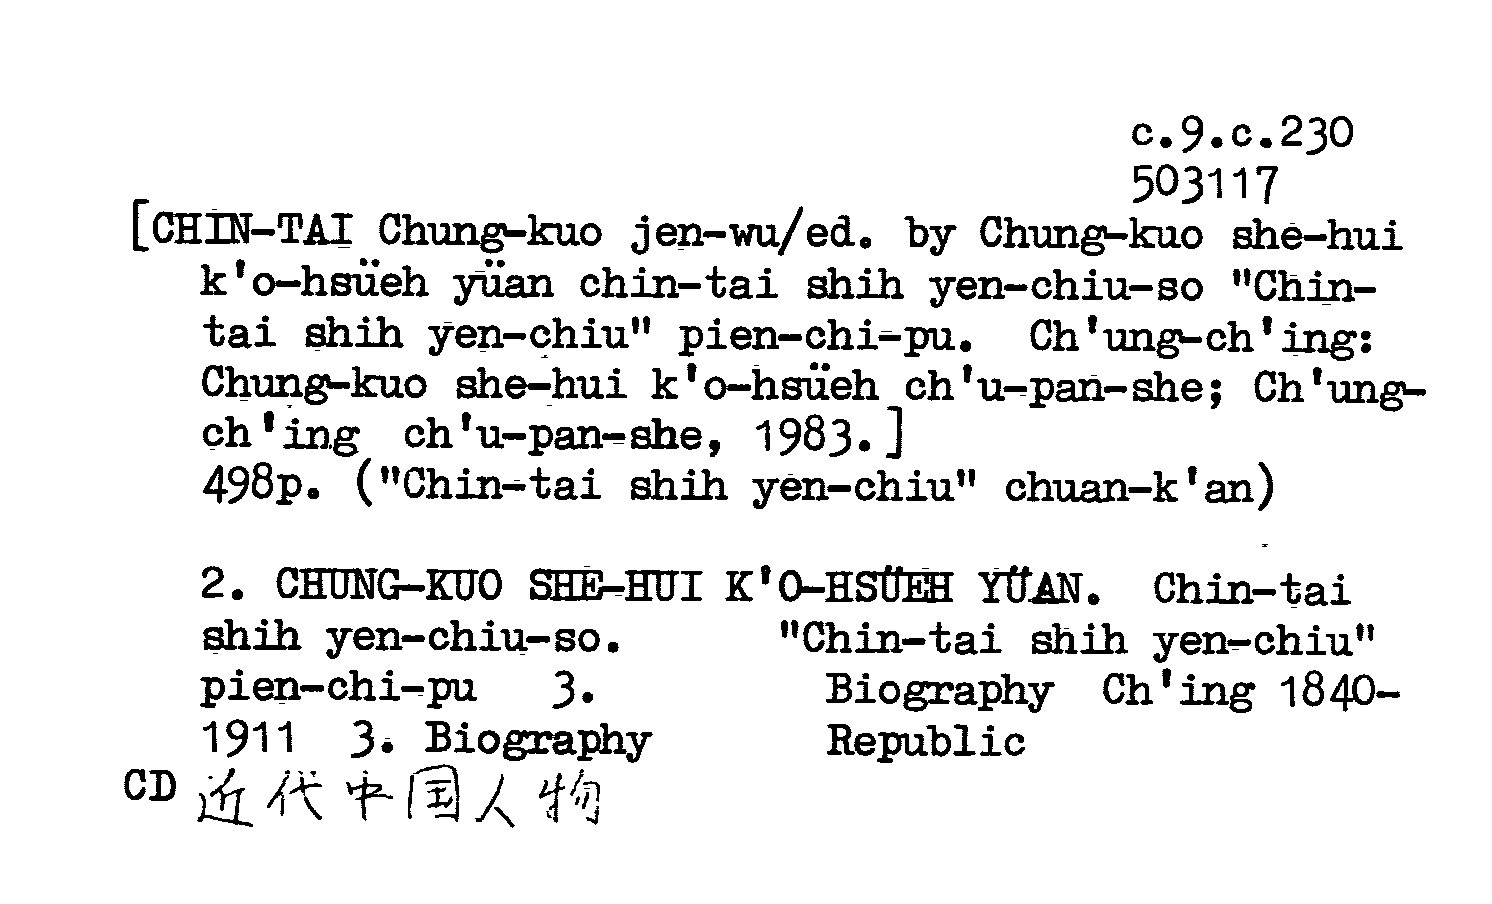 c.9.c.230
503117
[CHIN-TAI Chung-kuo jen-wu/ed. by Chung-kuo she-hui
k'o-hsüeh yüan chin-tai shih yen-chiu-so "Chin-
tai shih yen-chiu" pien-chi-pu. Ch'ung-ch'ing:
Chung-kuo she-hui k'o-hsüeh ch'u-pan-she; Ch'ung-
ch'ing ch'u-pan-she, 1983.]
498p. ("Chin-tai shih yen-chiu" chuan-k'an)
2. CHUNG-KUO SHE-HUI K'O-HSÜEH YÜAN. Chin-tai
shih yen-chiu-so. "Chin-tai shih yen-chiu"
pien-chi-pu 3. Biography Ch'ing 1840-
1911 3. Biography Republic
CD 近代中国人物